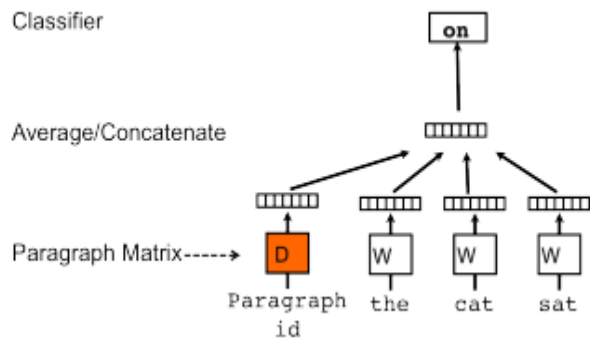 Classifier
on
Average/Concatenate
Paragraph Matrix
D
W
W
W
Paragraph
id
the
cat
sat